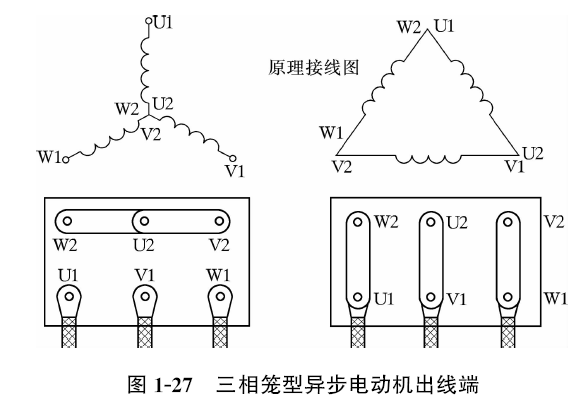 U1
W2 U1
原理接线图
W2 U2
V2
W1
W1
V1
V2
V1
U2
W2 U2 V2
U1 V1 W1
W2 U2 V2
U1 V1 W1
图 1-27 三相笼型异步电动机出线端